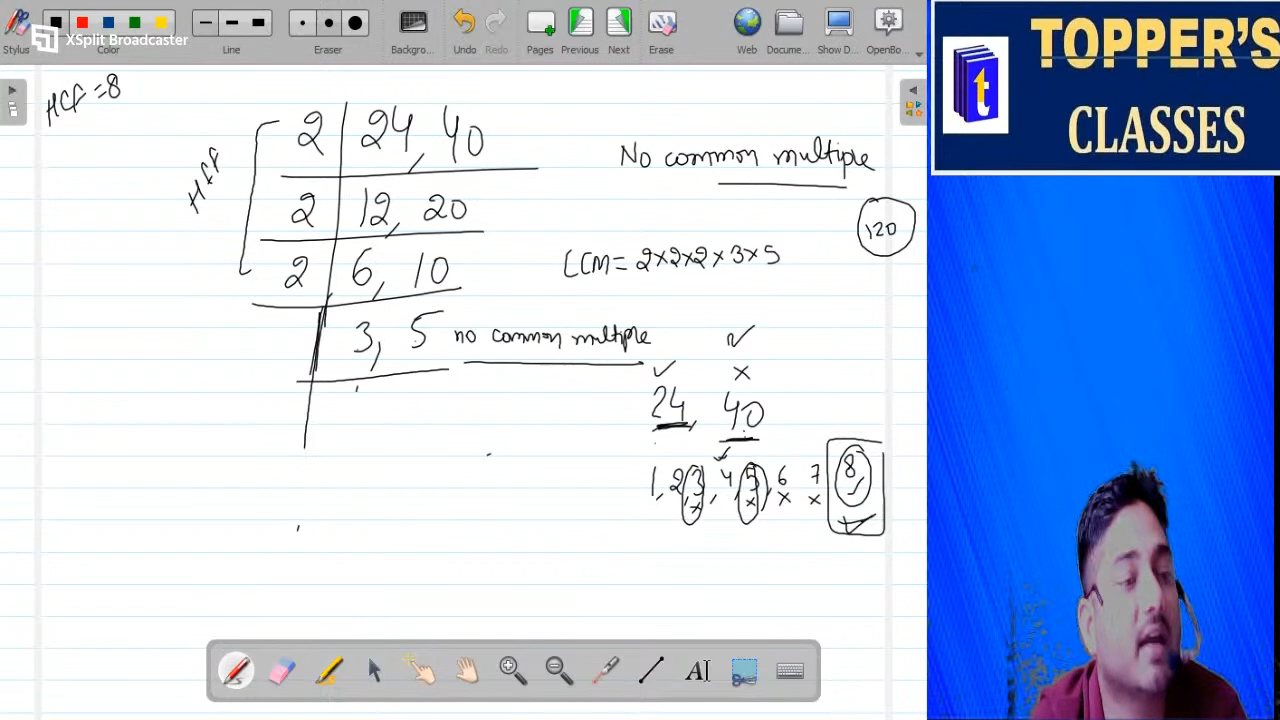 Stylus
Color
Line
Eraser
Backgro...
Undo
Redo
Pages
Previous
Next
Erase
Web
Docume...
Show D...
OpenBo...
XSplit Broadcaster
TOPPER'S
CLASSES
t
HCF = 8
HCF
2 24, 40
2 12, 20
2 6, 10
3, 5 no common multiple
No common multiple
120
LCM = 2×2×2×3×5
✓ ✓
×
24, 40
1, 2, 3, 4, 5, 6 7 8
× × × × ✓